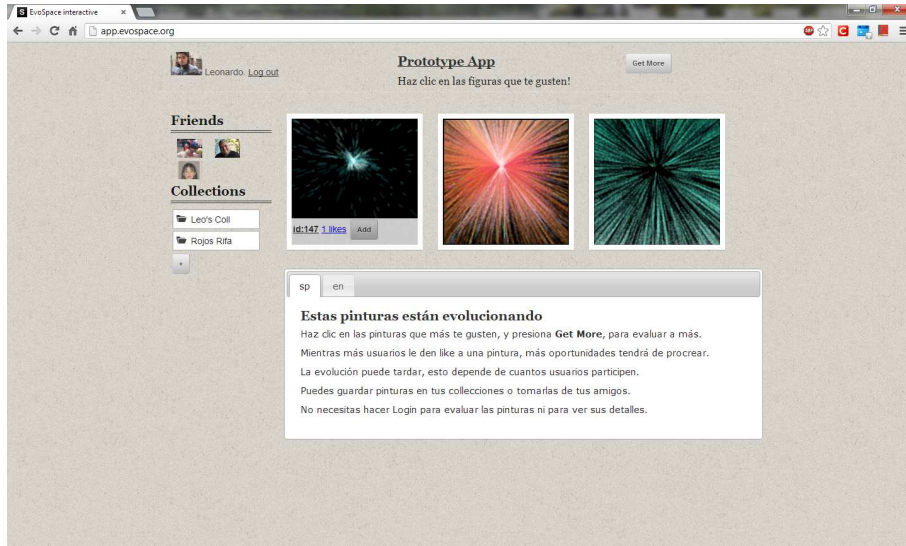 EvoSpace interactive
app.evospace.org
Leonardo Log out
Prototype App
Haz clic en las figuras que te gusten!
Get More
Friends
Collections
Leo's Coll
Rojos Rifa
+
id:147 1 likes Add
sp en
Estas pinturas están evolucionando
Haz clic en las pinturas que más te gusten, y presiona Get More, para evaluar a más.
Mientras más usuarios le den like a una pintura, más oportunidades tendrá de procrear.
La evolución puede tardar, esto depende de cuantos usuarios participen.
Puedes guardar pinturas en tus collecciones o tomarlas de tus amigos.
No necesitas hacer Login para evaluar las pinturas ni para ver sus detalles.